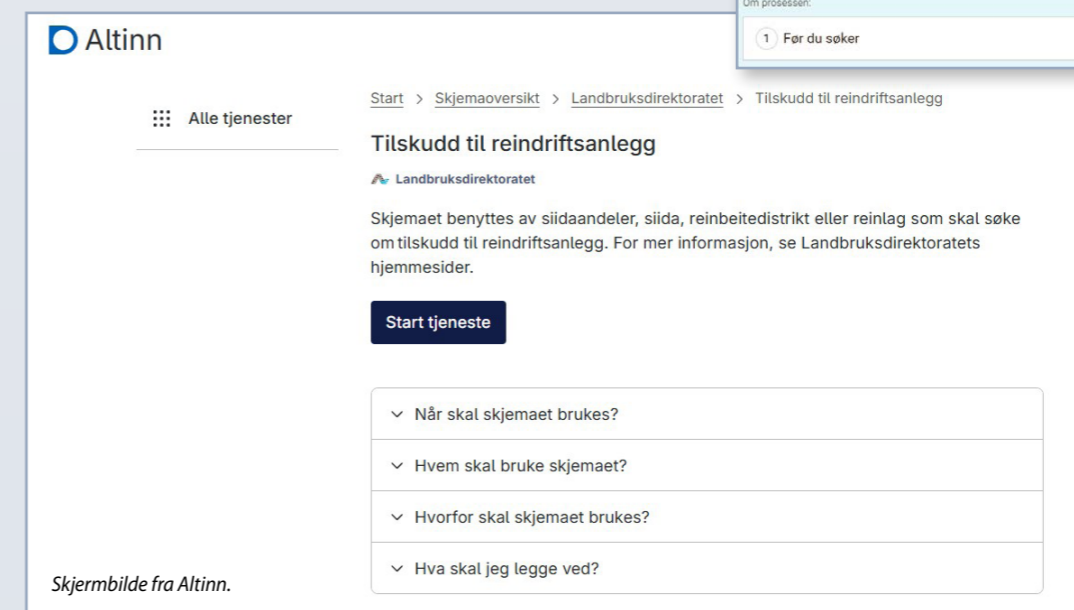 Om prosessen:
1 Før du søker
Altinn
Alle tjenester
Start > Skjemaoversikt > Landbruksdirektoratet > Tilskudd til reindriftsanlegg
Tilskudd til reindriftsanlegg
Landbruksdirektoratet
Skjemaet benyttes av siidaandeler, siida, reinbeitedistrikt eller reinlag som skal søke
om tilskudd til reindriftsanlegg. For mer informasjon, se Landbruksdirektoratets
hjemmesider.
Start tjeneste
Når skal skjemaet brukes?
Hvem skal bruke skjemaet?
Hvorfor skal skjemaet brukes?
Hva skal jeg legge ved?
Skjermbilde fra Altinn.